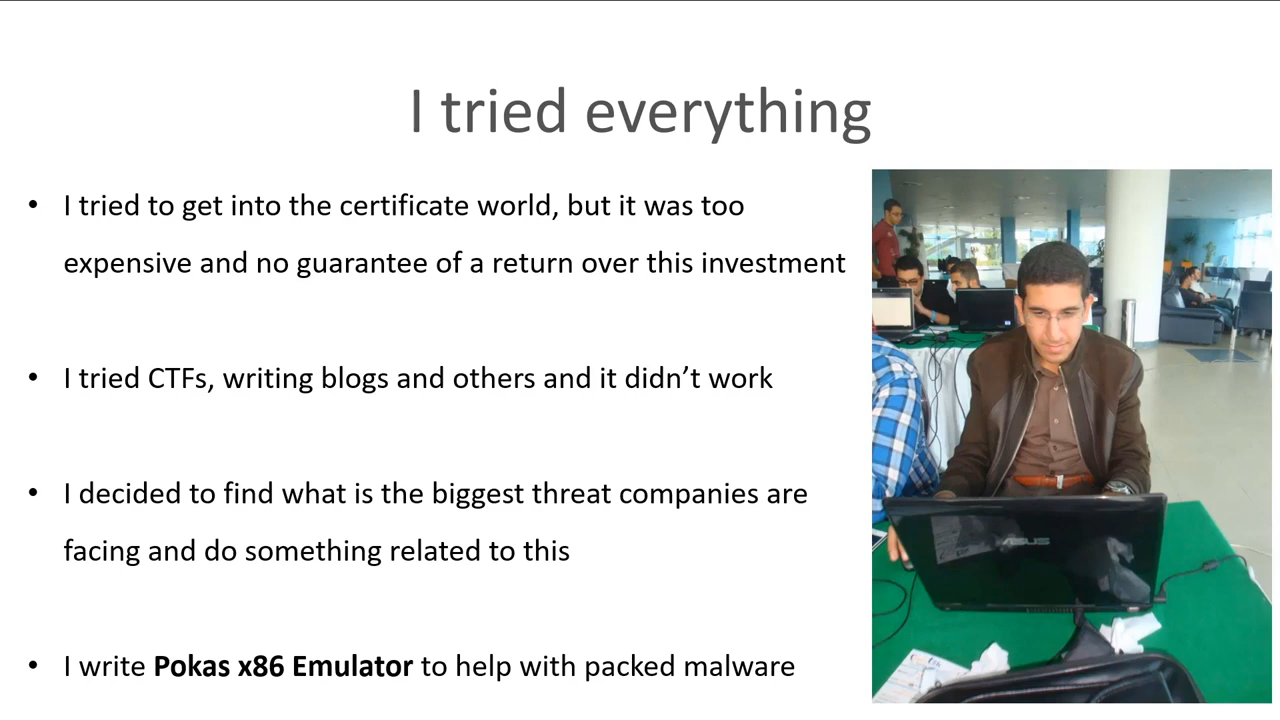 I tried everything
• I tried to get into the certificate world, but it was too
expensive and no guarantee of a return over this investment
• I tried CTFs, writing blogs and others and it didn’t work
• I decided to find what is the biggest threat companies are
facing and do something related to this
• I write Pokas x86 Emulator to help with packed malware
ASUS